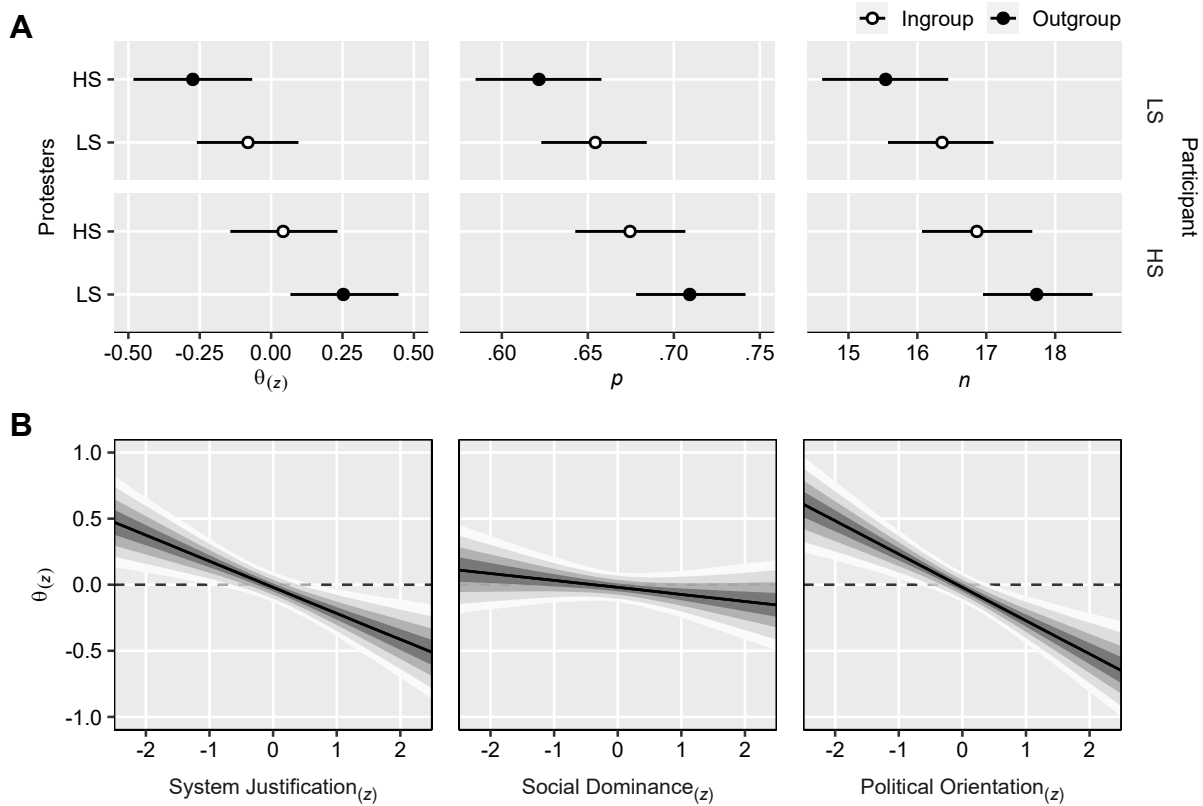 A
Ingroup Outgroup
Protesters
HS
LS
LS
HS
LS
HS
Participant
-0.50 -0.25 0.00 0.25 0.50
.60 .65 .70 .75
15 16 17 18
θ(z)
p
n
B
θ(z)
1.0
0.5
0.0
-0.5
-1.0
-2 -1 0 1 2
-2 -1 0 1 2
-2 -1 0 1 2
System Justification(z)
Social Dominance(z)
Political Orientation(z)